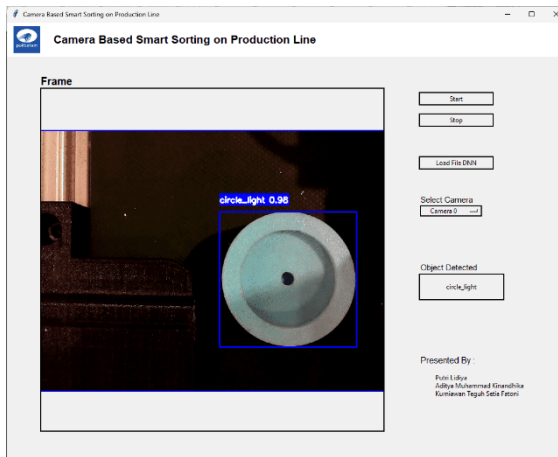 Camera Based Smart Sorting on Production Line
Camera Based Smart Sorting on Production Line
Frame
Start
Stop
Load File DNN
circle_light 0.98
Select Camera
Camera 0
Object Detected
circle_light
Presented By :
Putri Lidiya
Aditya Muhammad Kinandhika
Kurniawan Teguh Satia Fatoni